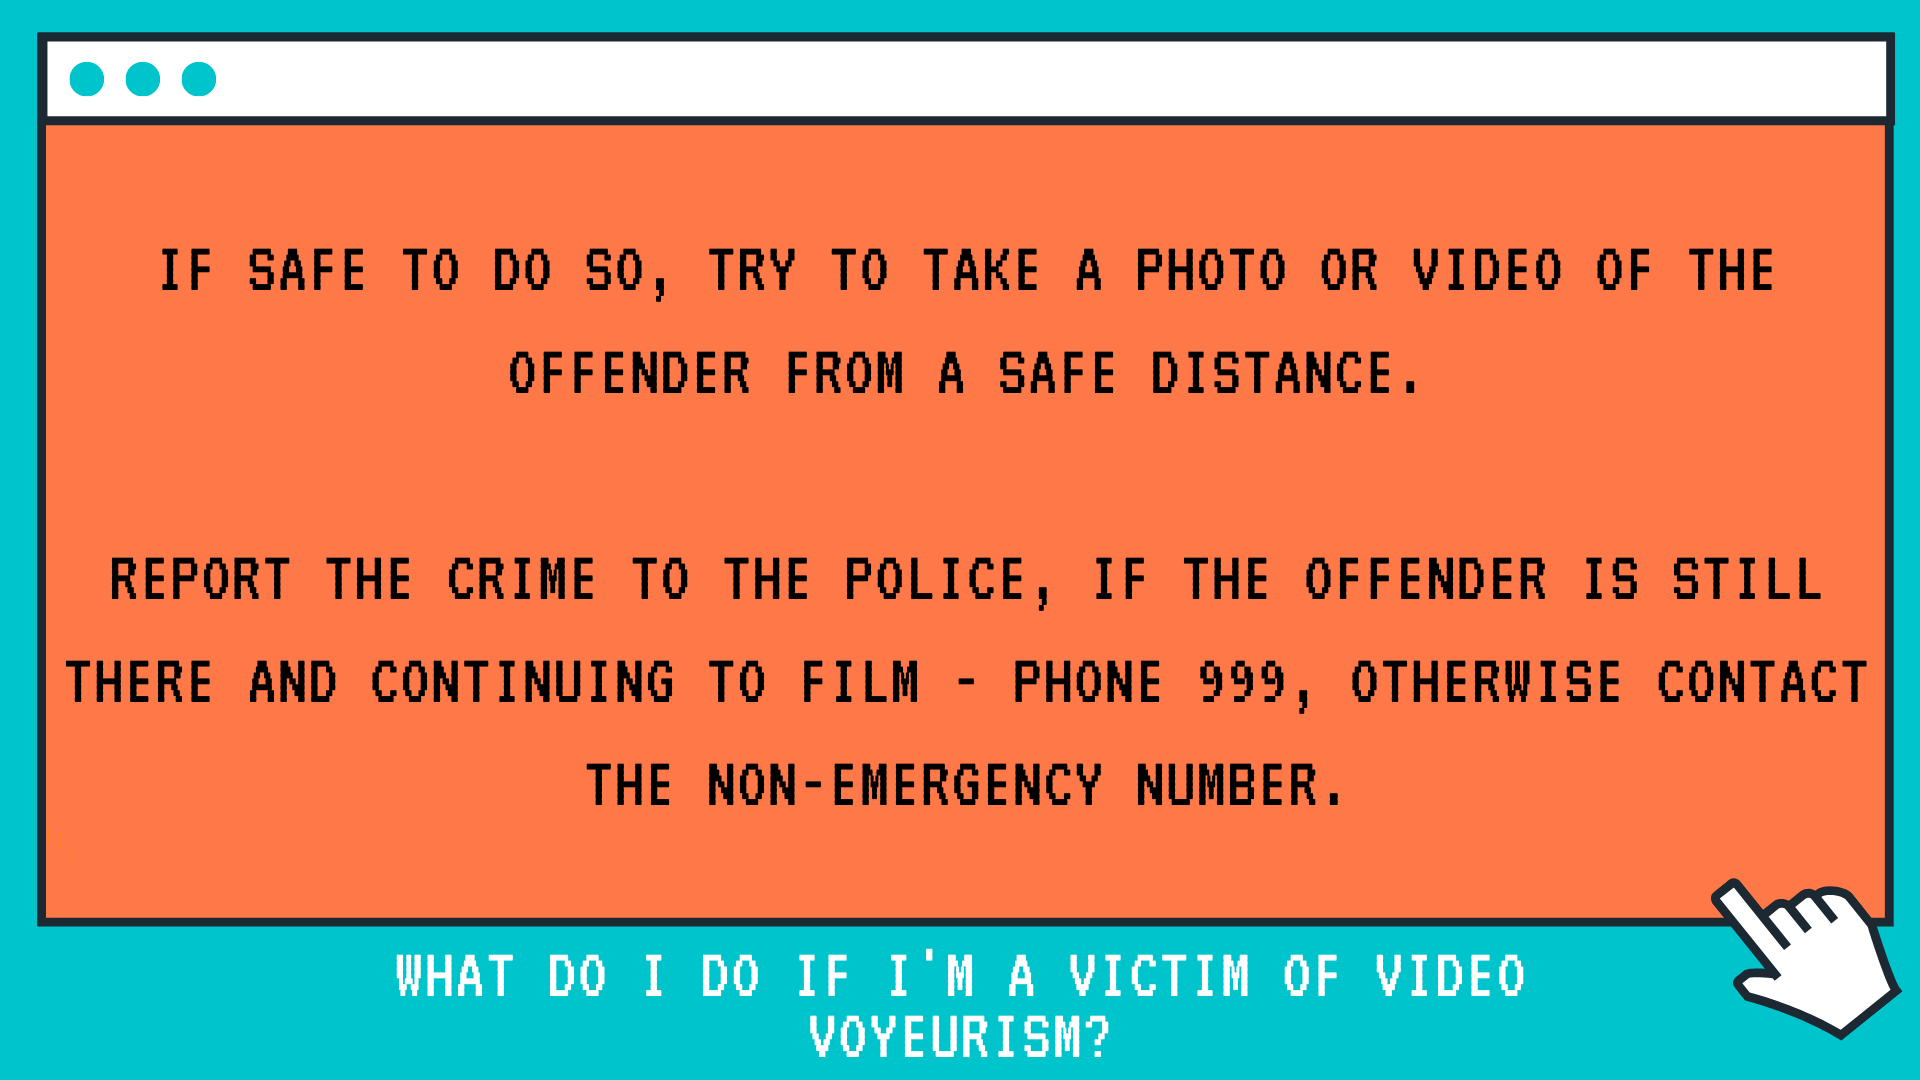 IF SAFE TO DO SO, TRY TO TAKE A PHOTO OR VIDEO OF THE
OFFENDER FROM A SAFE DISTANCE.
REPORT THE CRIME TO THE POLICE, IF THE OFFENDER IS STILL
THERE AND CONTINUING TO FILM - PHONE 999, OTHERWISE CONTACT
THE NON-EMERGENCY NUMBER.
WHAT DO I DO IF I'M A VICTIM OF VIDEO
VOYEURISM?